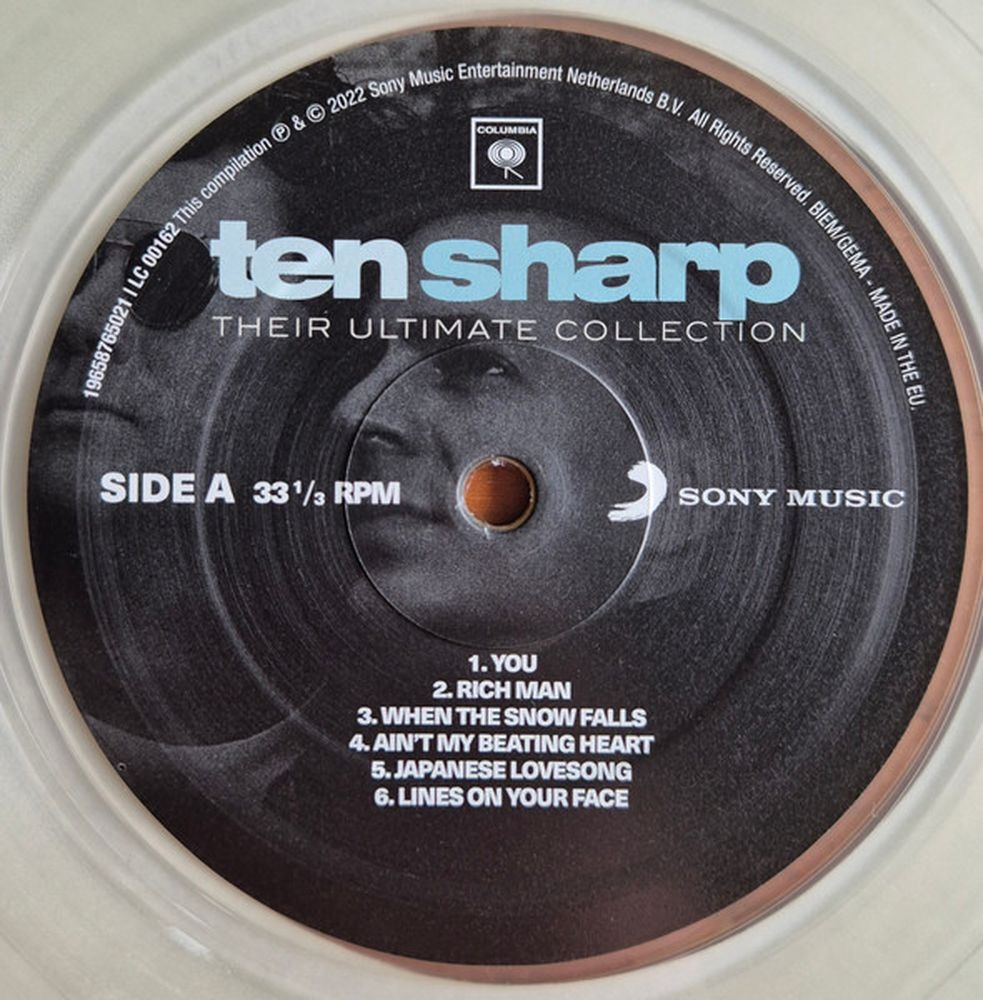 19658765021 I LC 00162 This compilation Ⓟ & © 2022 Sony Music Entertainment Netherlands B.V. All Rights Reserved. BIEM/GEMA - MADE IN THE EU.
COLUMBIA
ten sharp
THEIR ULTIMATE COLLECTION
SIDE A 33 1/3 RPM
SONY MUSIC
1. YOU
2. RICH MAN
3. WHEN THE SNOW FALLS
4. AIN'T MY BEATING HEART
5. JAPANESE LOVESONG
6. LINES ON YOUR FACE